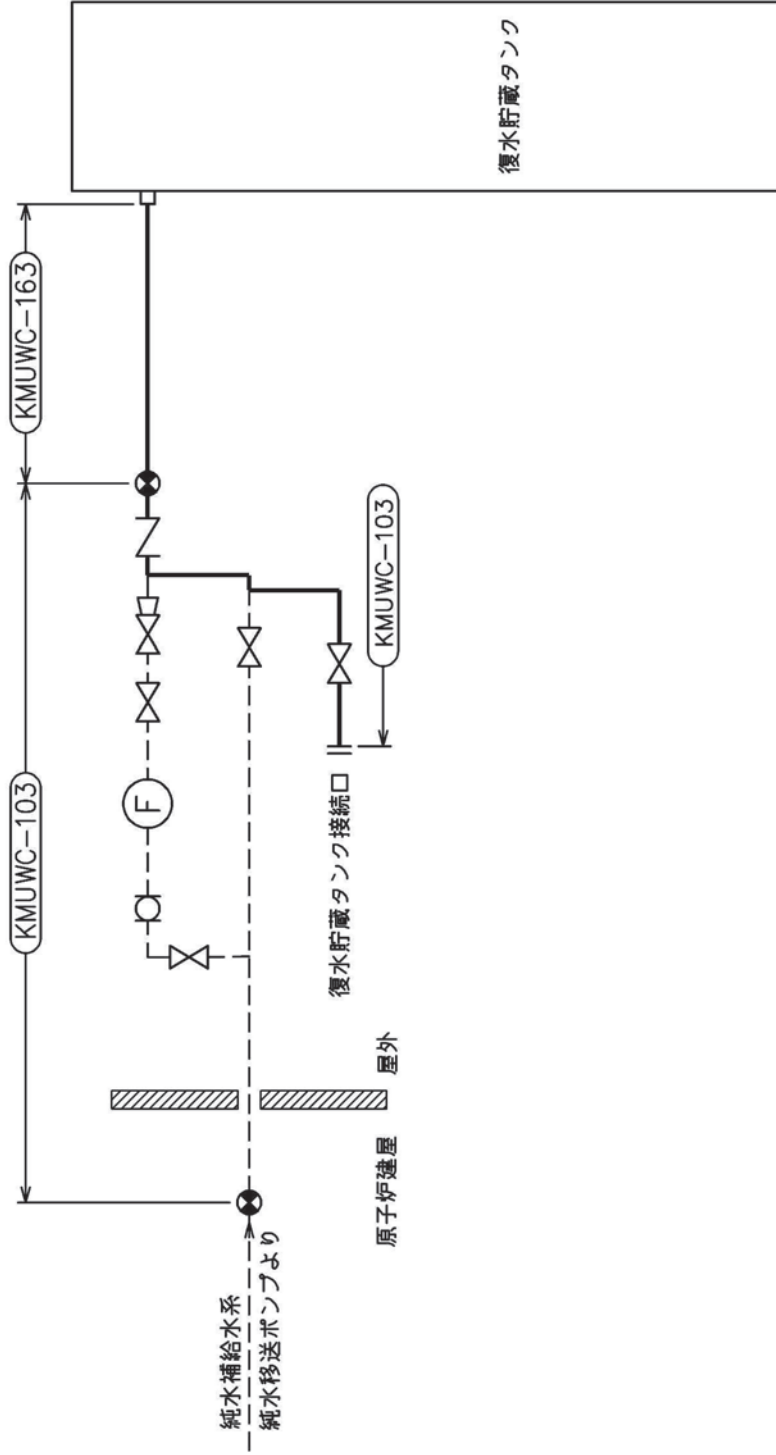 KMUWC-103
KMUWC-163
復水貯蔵タンク
F
KMUWC-103
復水貯蔵タンク接続口
屋外
原子炉建屋
純水補給水系
純水移送ポンプより